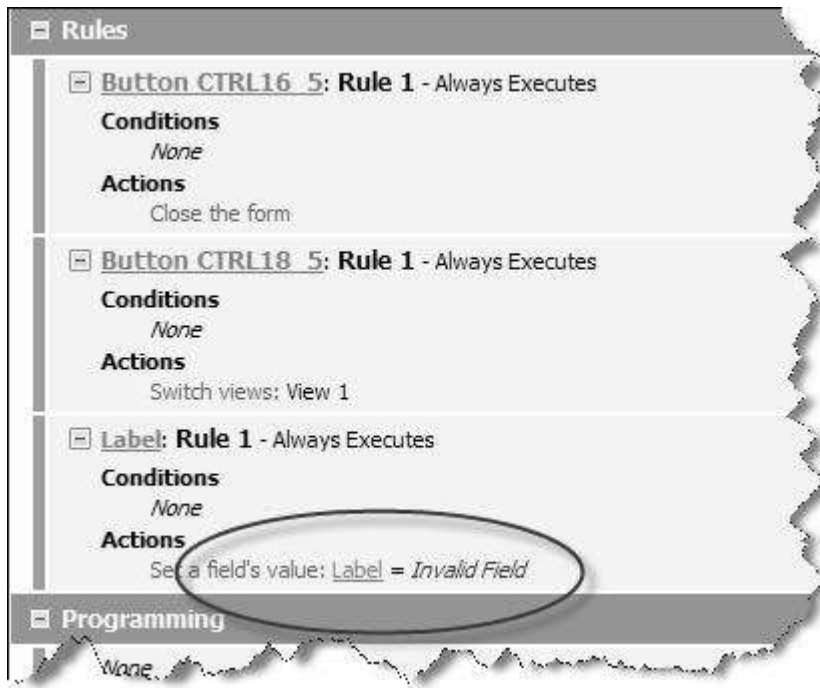 Rules
Button CTRL16_5: Rule 1 - Always Executes
Conditions
None
Actions
Close the form
Button CTRL18_5: Rule 1 - Always Executes
Conditions
None
Actions
Switch views: View 1
Label: Rule 1 - Always Executes
Conditions
None
Actions
Set a field's value: Label = Invalid Field
Programming
None